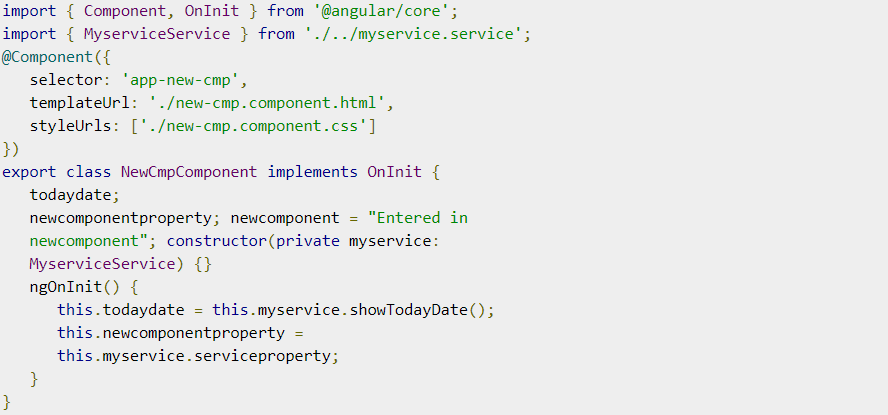 import { Component, OnInit } from '@angular/core';
import { MyserviceService } from './../myservice.service';
@Component({
   selector: 'app-new-cmp',
   templateUrl: './new-cmp.component.html',
   styleUrls: ['./new-cmp.component.css']
})
export class NewCmpComponent implements OnInit {
   todaydate;
   newcomponentproperty; newcomponent = "Entered in
   newcomponent"; constructor(private myservice:
   MyserviceService) {}
   ngOnInit() {
      this.todaydate = this.myservice.showTodayDate();
      this.newcomponentproperty =
      this.myservice.serviceproperty;
   }
}